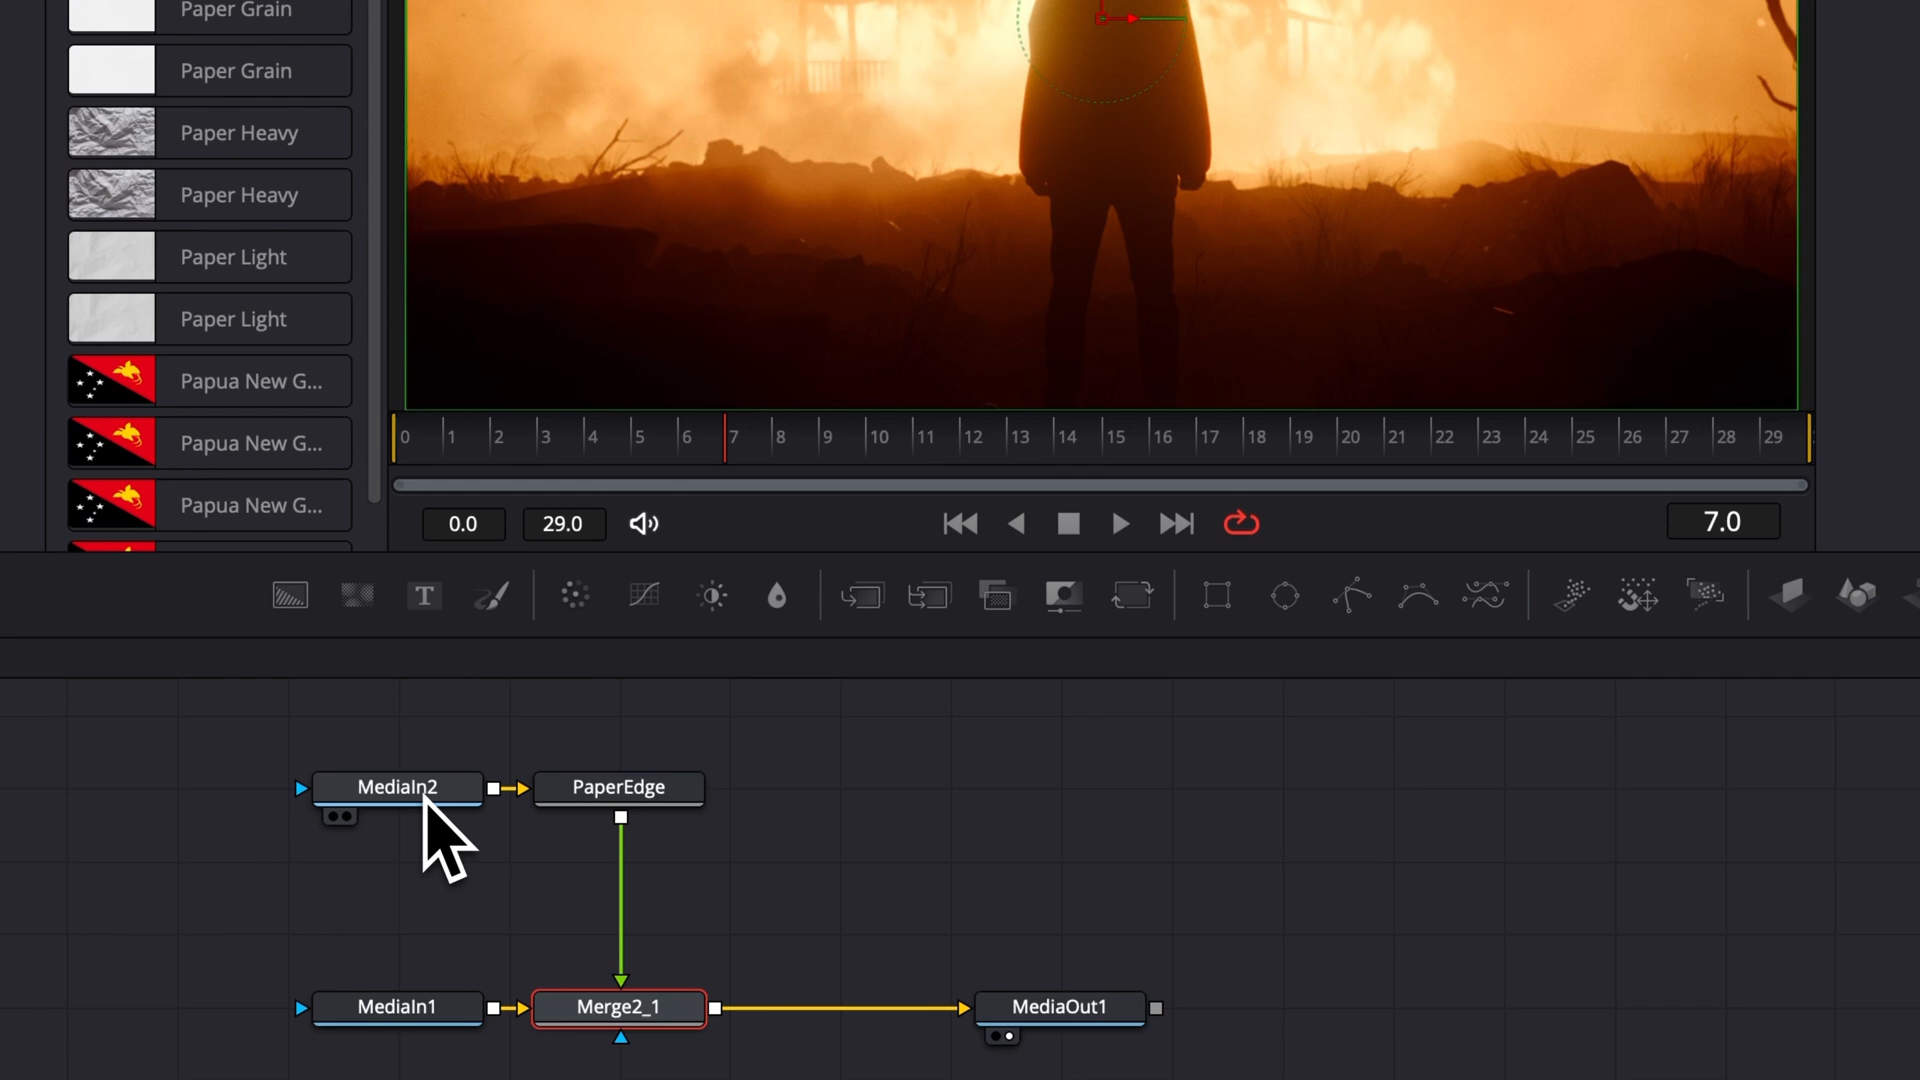 Paper Grain
Paper Grain
Paper Heavy
Paper Heavy
Paper Light
Paper Light
Papua New G...
Papua New G...
Papua New G...
0 1 2 3 4 5 6 7 8 9 10 11 12 13 14 15 16 17 18 19 20 21 22 23 24 25 26 27 28 29
0.0 29.0 7.0
T
MediaIn2 PaperEdge
MediaIn1 Merge2_1 MediaOut1